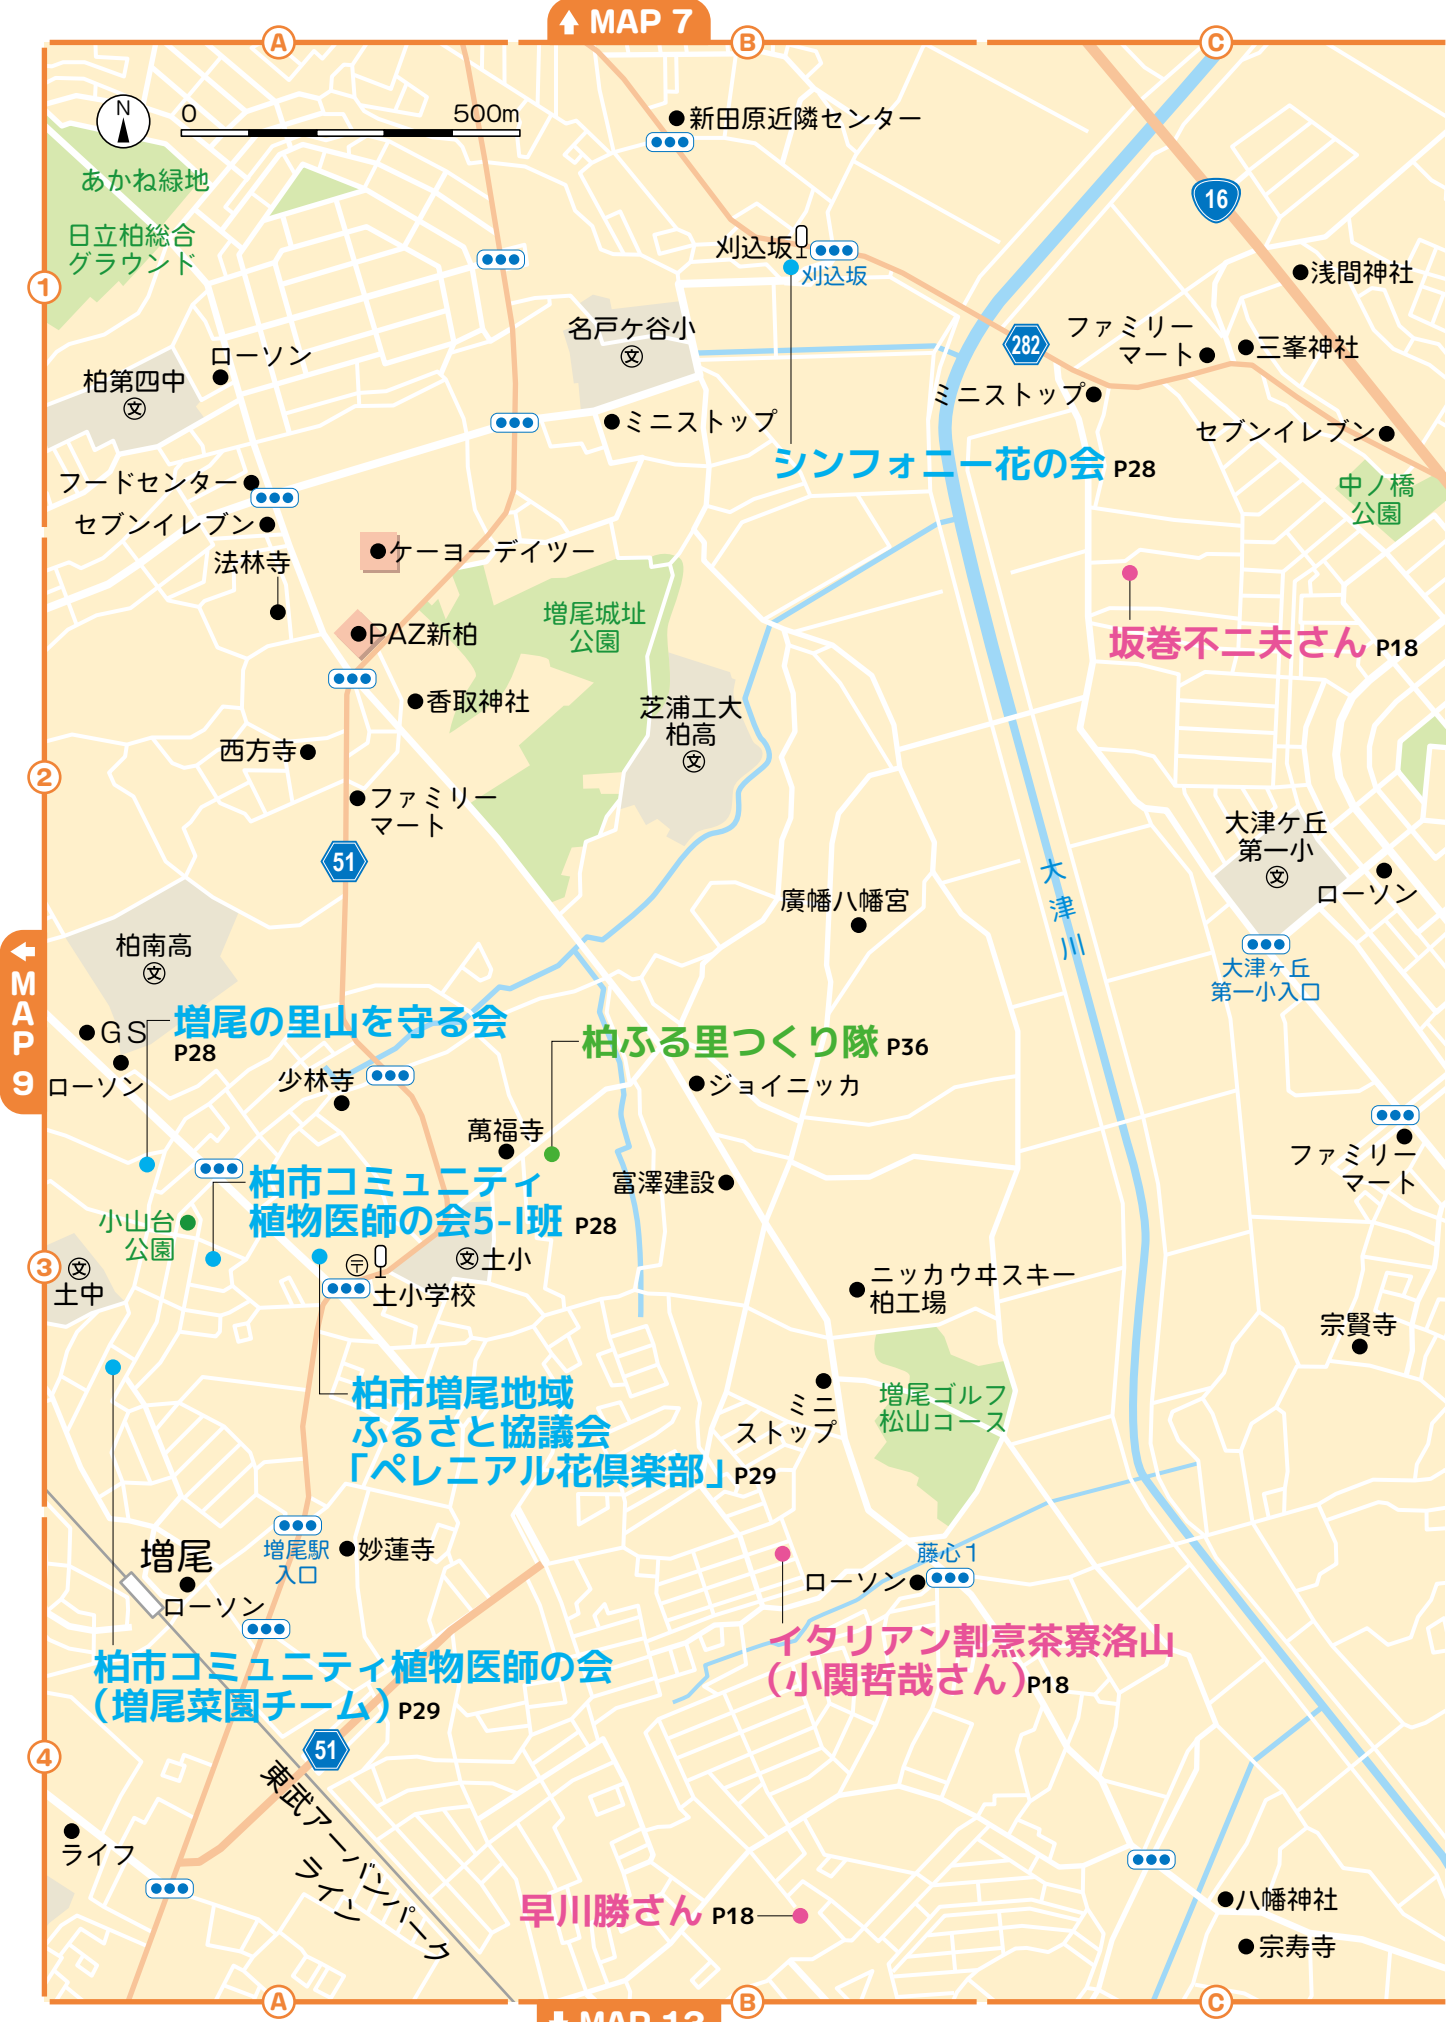 MAP 7
A
B
C
N
0
500m
新田原近隣センター
あかね緑地
日立柏総合
グラウンド
16
刈込坂
刈込坂
浅間神社
1
名戸ケ谷小
文
ファミリー
マート
282
三峯神社
ローソン
柏第四中
文
ミニストップ
ミニストップ
セブンイレブン
シンフォニー花の会 P28
フードセンター
中ノ橋
公園
セブンイレブン
ケーヨーデイツー
法林寺
増尾城址
公園
PAZ新柏
坂巻不二夫さん P18
香取神社
芝浦工大
柏高
文
西方寺
2
ファミリー
マート
大津ケ丘
第一小
文
51
大津川
ローソン
廣幡八幡宮
柏南高
文
大津ヶ丘
第一小入口
MAP 9
GS
増尾の里山を守る会
P28
柏ふる里つくり隊 P36
ローソン
少林寺
ジョイニッカ
萬福寺
ファミリー
マート
柏市コミュニティ
植物医師の会5-I班 P28
富澤建設
小山台
公園
3
文
土中
〒
文土小
土小学校
ニッカウヰスキー
柏工場
宗賢寺
柏市増尾地域
ふるさと協議会
「ペレニアル花倶楽部」P29
ミニ
ストップ
増尾ゴルフ
松山コース
増尾
増尾駅
入口
妙蓮寺
藤心1
ローソン
ローソン
イタリアン割烹茶寮洛山
(小関哲哉さん)P18
柏市コミュニティ植物医師の会
(増尾菜園チーム)P29
4
51
東武アーバンパーク
ライン
ライフ
早川勝さん P18
八幡神社
宗寿寺
A
B
C
MAP 12